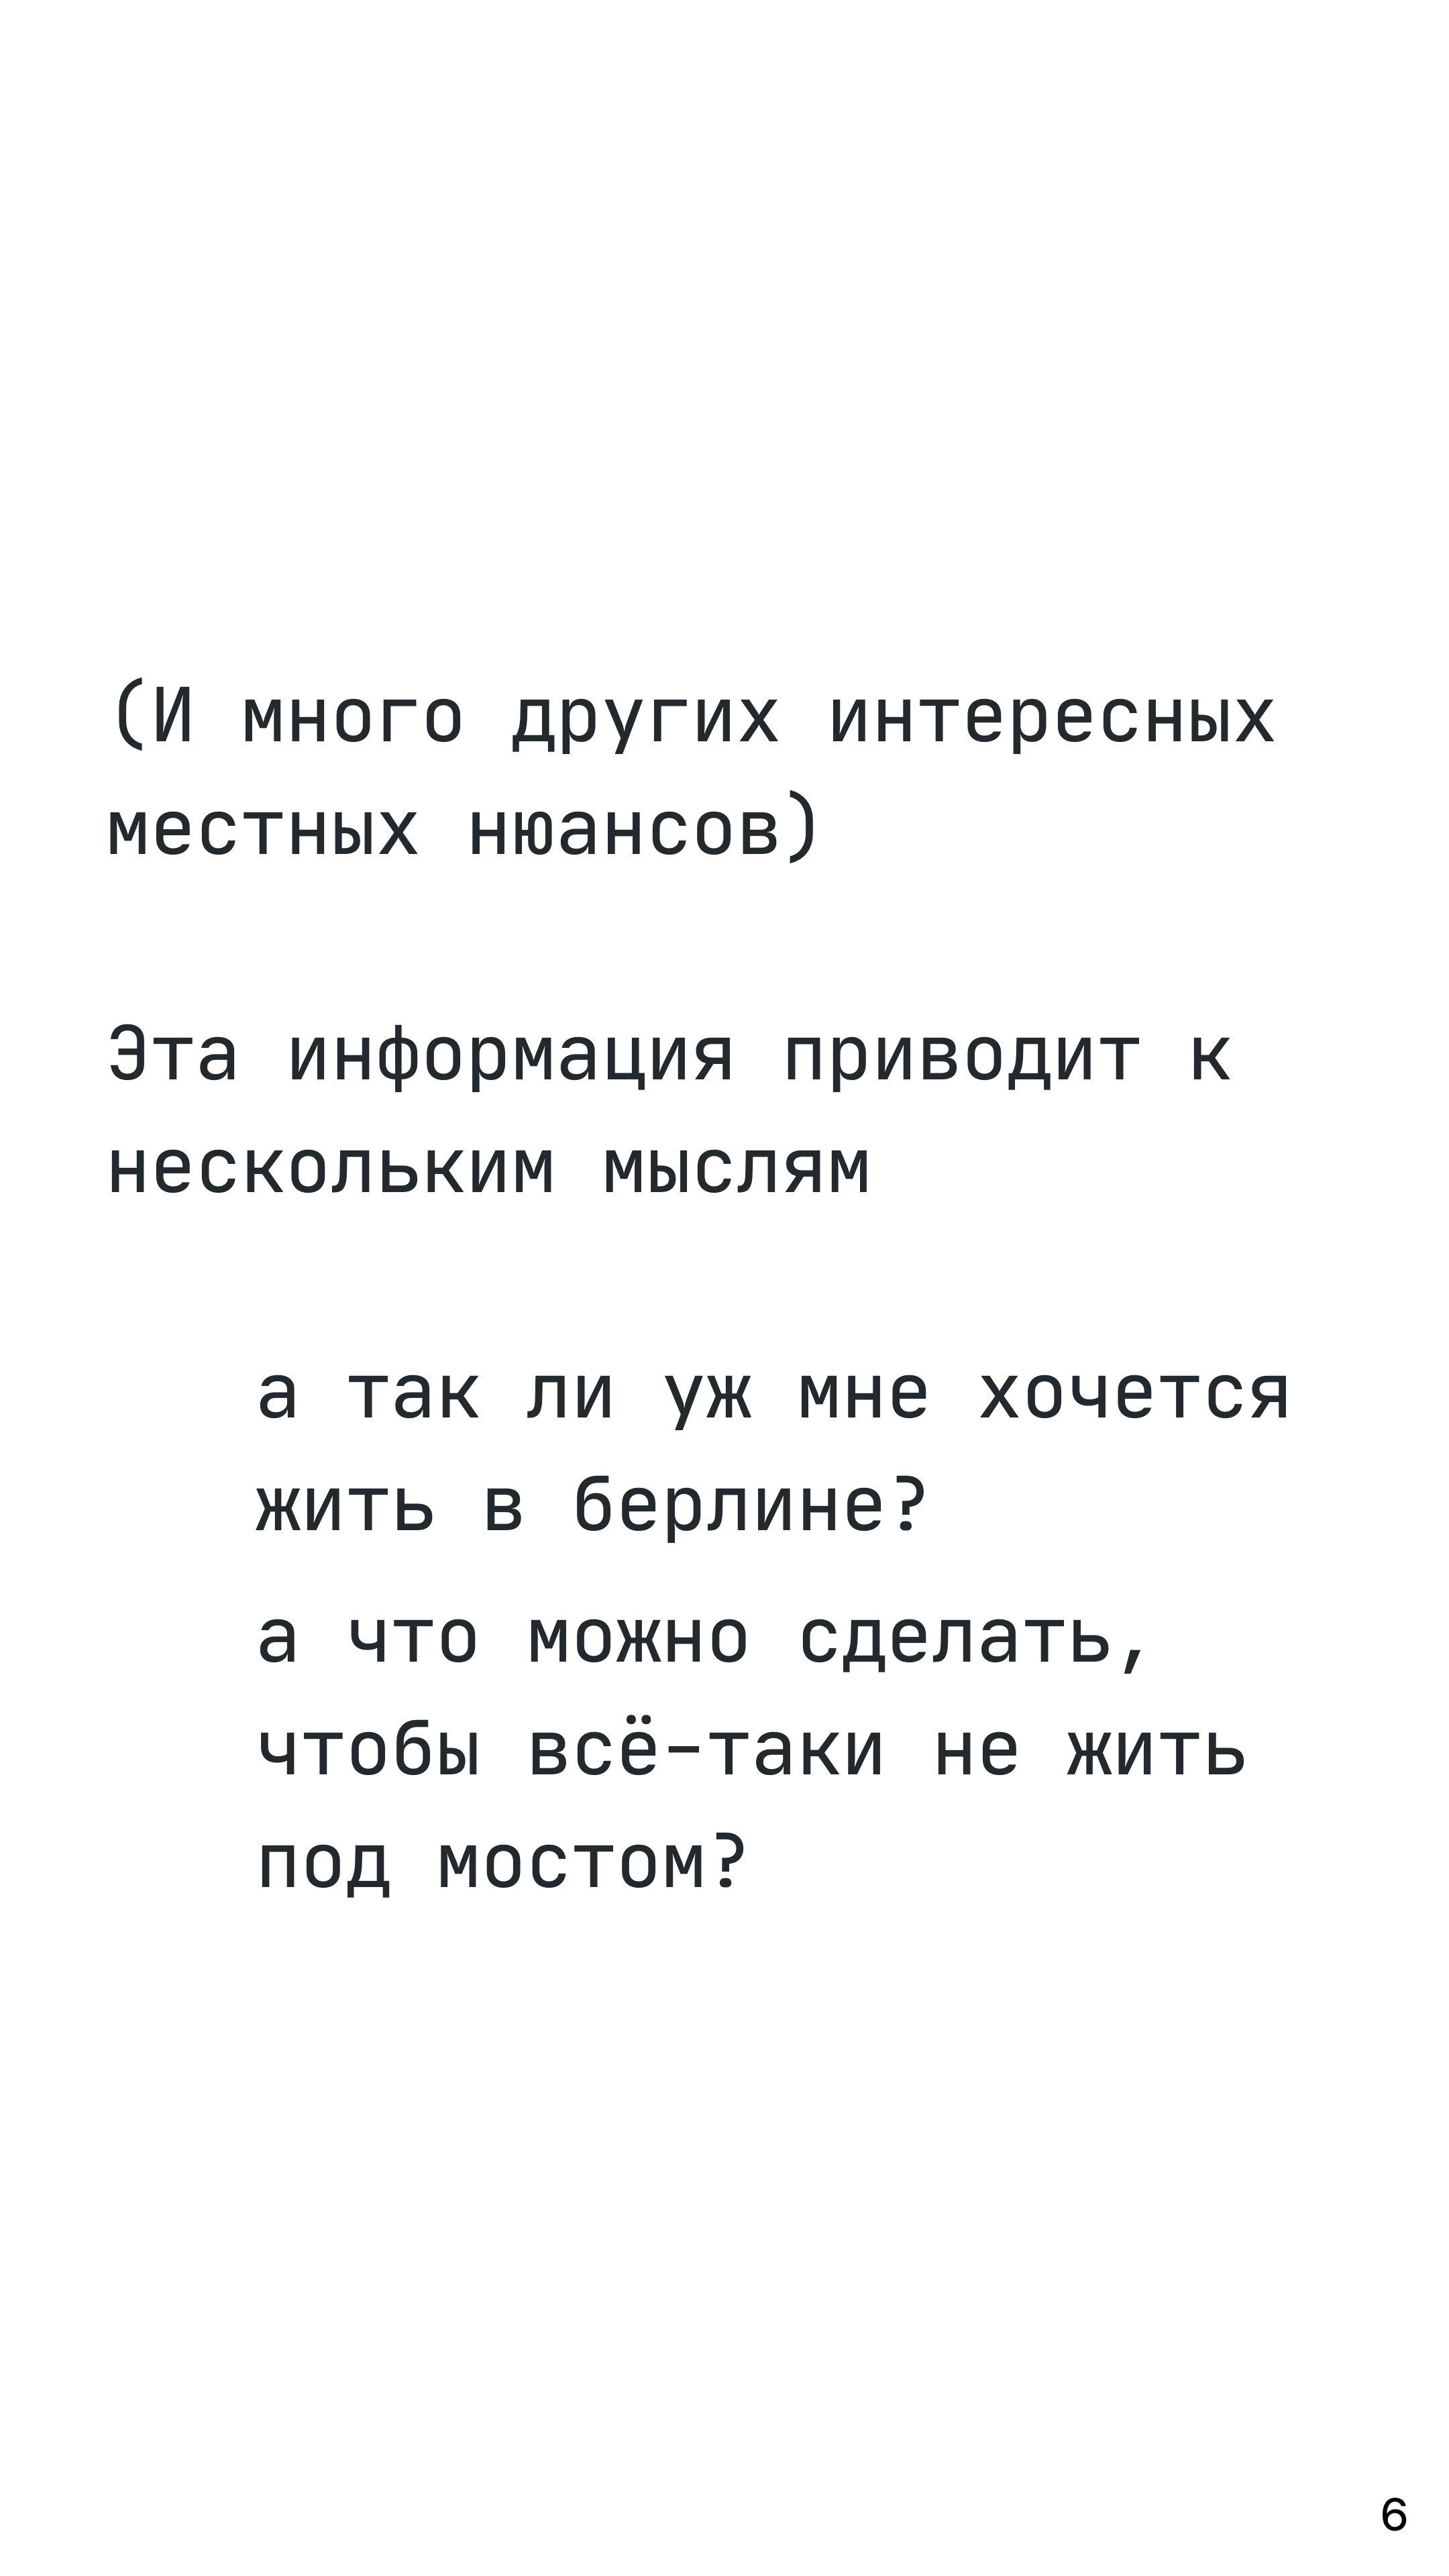 (И много других интересных
местных нюансов)
Эта информация приводит к
нескольким мыслям
а так ли уж мне хочется
жить в берлине?
а что можно сделать,
чтобы всё-таки не жить
под мостом?
6